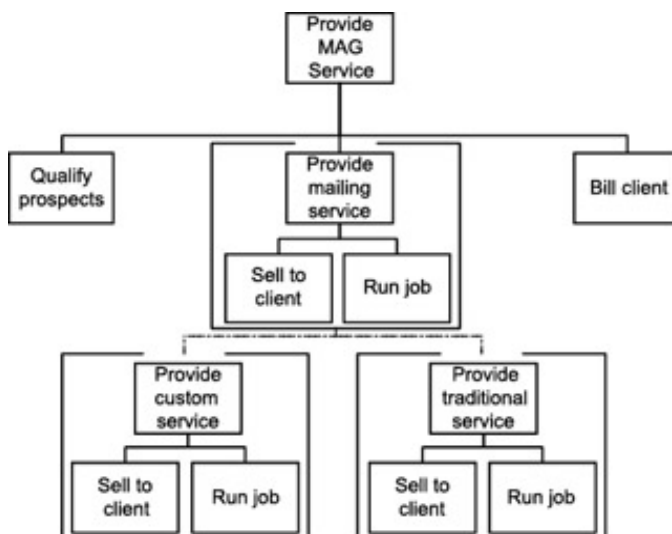 Provide
MAG
Service
Qualify
prospects
Provide
mailing
service
Bill client
Sell to
client
Run job
Provide
custom
service
Provide
traditional
service
Sell to
client
Run job
Sell to
client
Run job